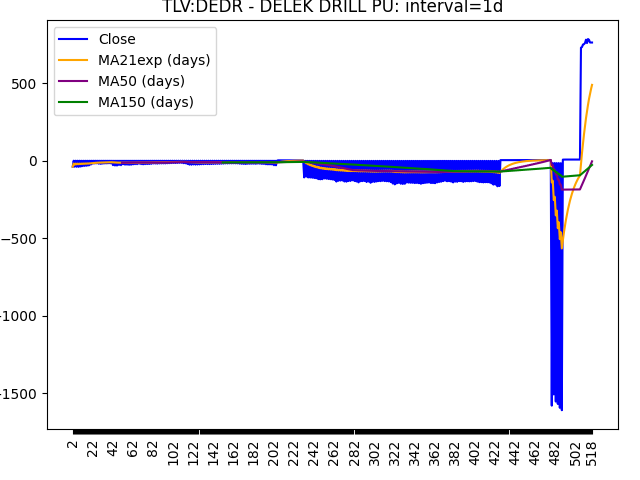 TLV:DEDR - DELEK DRILL PU: interval=1d
Close
MA21exp (days)
MA50 (days)
MA150 (days)
500
0
−500
−1000
−1500
2 22 42 62 82 102 122 142 162 182 202 222 242 262 282 302 322 342 362 382 402 422 442 462 482 502 518